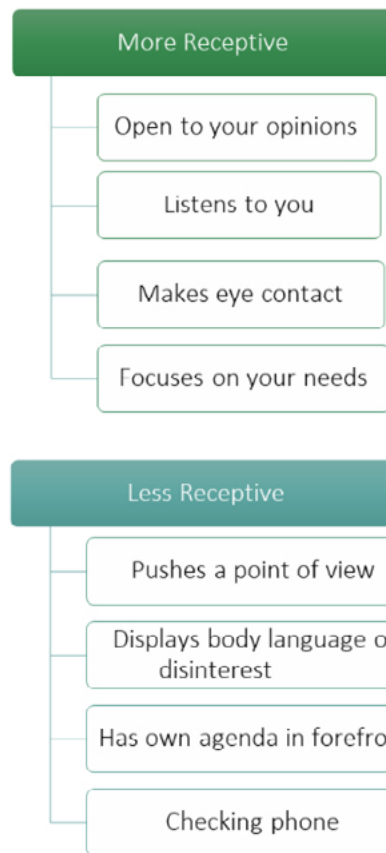 More Receptive
Open to your opinions
Listens to you
Makes eye contact
Focuses on your needs
Less Receptive
Pushes a point of view
Displays body language o
disinterest
Has own agenda in forefro
Checking phone